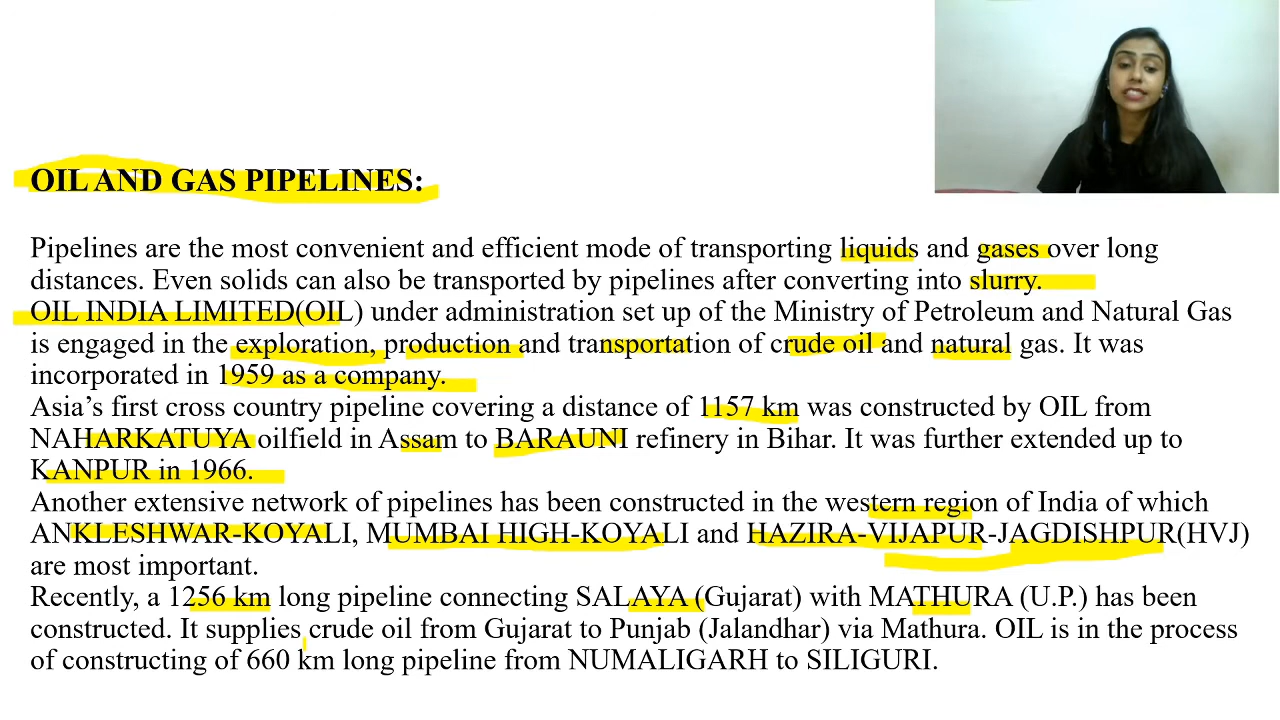 OIL AND GAS PIPELINES:
Pipelines are the most convenient and efficient mode of transporting liquids and gases over long
distances. Even solids can also be transported by pipelines after converting into slurry.
OIL INDIA LIMITED(OIL) under administration set up of the Ministry of Petroleum and Natural Gas
is engaged in the exploration, production and transportation of crude oil and natural gas. It was
incorporated in 1959 as a company.
Asia’s first cross country pipeline covering a distance of 1157 km was constructed by OIL from
NAHARKATUYA oilfield in Assam to BARAUNI refinery in Bihar. It was further extended up to
KANPUR in 1966.
Another extensive network of pipelines has been constructed in the western region of India of which
ANKLESHWAR-KOYALI, MUMBAI HIGH-KOYALI and HAZIRA-VIJAPUR-JAGDISHPUR(HVJ)
are most important.
Recently, a 1256 km long pipeline connecting SALAYA (Gujarat) with MATHURA (U.P.) has been
constructed. It supplies crude oil from Gujarat to Punjab (Jalandhar) via Mathura. OIL is in the process
of constructing of 660 km long pipeline from NUMALIGARH to SILIGURI.